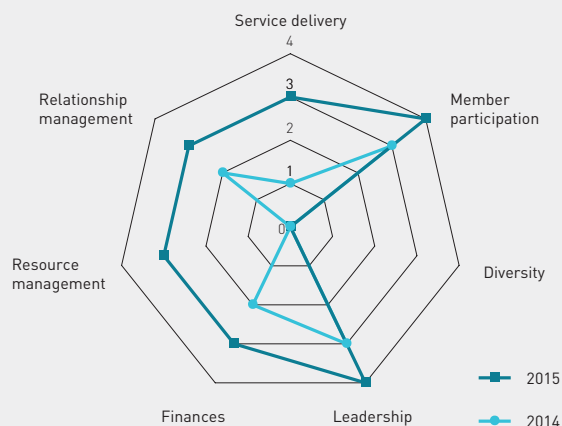 Service delivery
4
3
2
1
0
Relationship
management
Member
participation
Resource
management
Diversity
Finances
Leadership
2015
2014